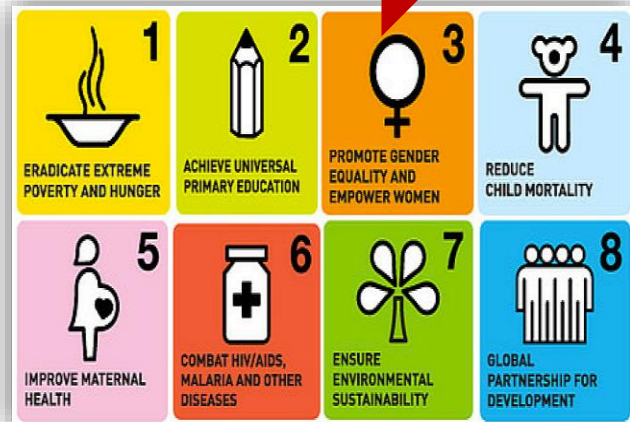 1
ERADICATE EXTREME
POVERTY AND HUNGER
2
ACHIEVE UNIVERSAL
PRIMARY EDUCATION
3
PROMOTE GENDER
EQUALITY AND
EMPOWER WOMEN
4
REDUCE
CHILD MORTALITY
5
IMPROVE MATERNAL
HEALTH
6
COMBAT HIV/AIDS,
MALARIA AND OTHER
DISEASES
7
ENSURE
ENVIRONMENTAL
SUSTAINABILITY
8
GLOBAL
PARTNERSHIP FOR
DEVELOPMENT